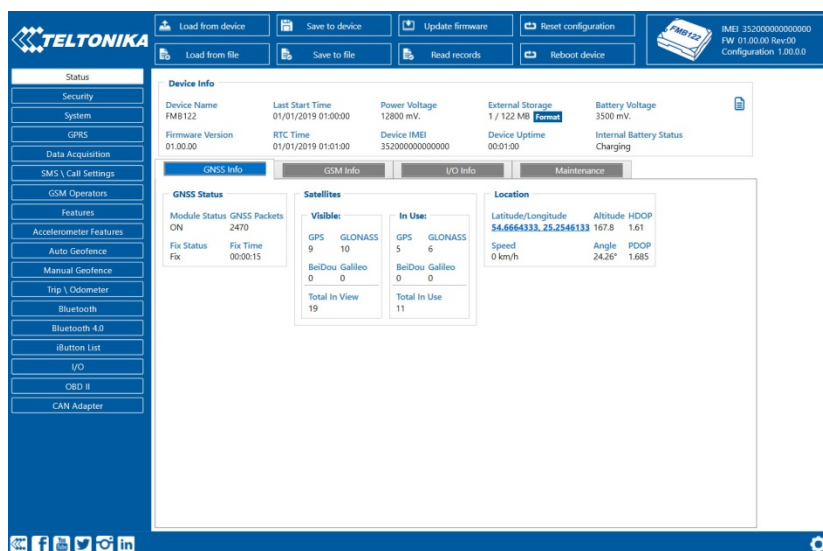 TELTONIKA
Load from device
Save to device
Update firmware
Reset configuration
Load from file
Save to file
Read records
Reboot device
FMB122
IMEI 352000000000000
FW 01.00.00 Rev:00
Configuration 1.00.0.0
Status
Security
System
GPRS
Data Acquisition
SMS \ Call Settings
GSM Operators
Features
Accelerometer Features
Auto Geofence
Manual Geofence
Trip \ Odometer
Bluetooth
Bluetooth 4.0
iButton List
I/O
OBD II
CAN Adapter
Device Info
Device Name Last Start Time Power Voltage External Storage Battery Voltage
FMB122 01/01/2019 01:00:00 12800 mV. 1 / 122 MB Format 3500 mV.
Firmware Version RTC Time Device IMEI Device Uptime Internal Battery Status
01.00.00 01/01/2019 01:01:00 352000000000000 00:01:00 Charging
GNSS Info GSM Info I/O Info Maintenance
GNSS Status
Module Status GNSS Packets
ON 2470
Fix Status Fix Time
Fix 00:00:15
Satellites
Visible:
GPS GLONASS
9 10
BeiDou Galileo
0 0
Total In View
19
In Use:
GPS GLONASS
5 6
BeiDou Galileo
0 0
Total In Use
11
Location
Latitude/Longitude Altitude HDOP
54.6664333, 25.2546133 167.8 1.61
Speed Angle PDOP
0 km/h 24.26° 1.685